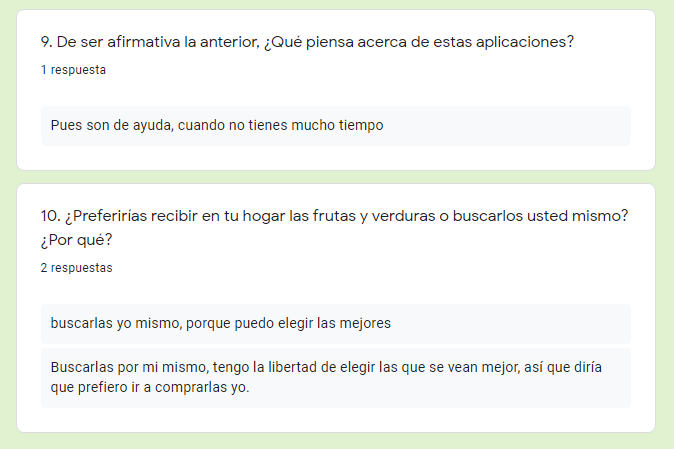 9. De ser afirmativa la anterior, ¿Qué piensa acerca de estas aplicaciones?
1 respuesta
Pues son de ayuda, cuando no tienes mucho tiempo
10. ¿Preferirías recibir en tu hogar las frutas y verduras o buscarlos usted mismo?
¿Por qué?
2 respuestas
buscarlas yo mismo, porque puedo elegir las mejores
Buscarlas por mi mismo, tengo la libertad de elegir las que se vean mejor, así que diría
que prefiero ir a comprarlas yo.